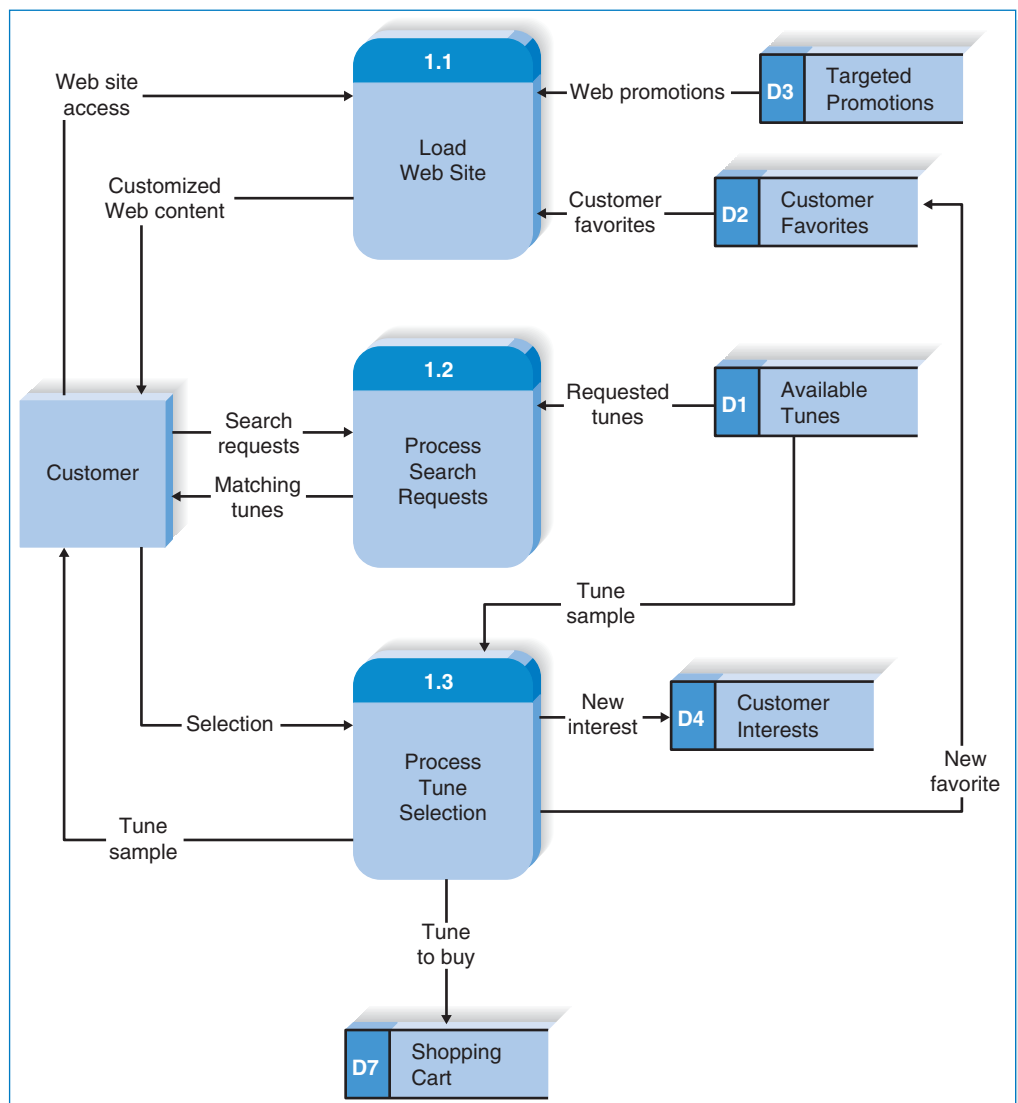 1.1
Web site
access
Web promotions
D3
Targeted
Promotions
Load
Web Site
Customized
Web content
Customer
favorites
D2
Customer
Favorites
1.2
Requested
tunes
D1
Available
Tunes
Search
requests
Customer
Process
Search
Requests
Matching
tunes
Tune
sample
1.3
Selection
New
interest
D4
Customer
Interests
Process
Tune
Selection
New
favorite
Tune
sample
Tune
to buy
D7
Shopping
Cart